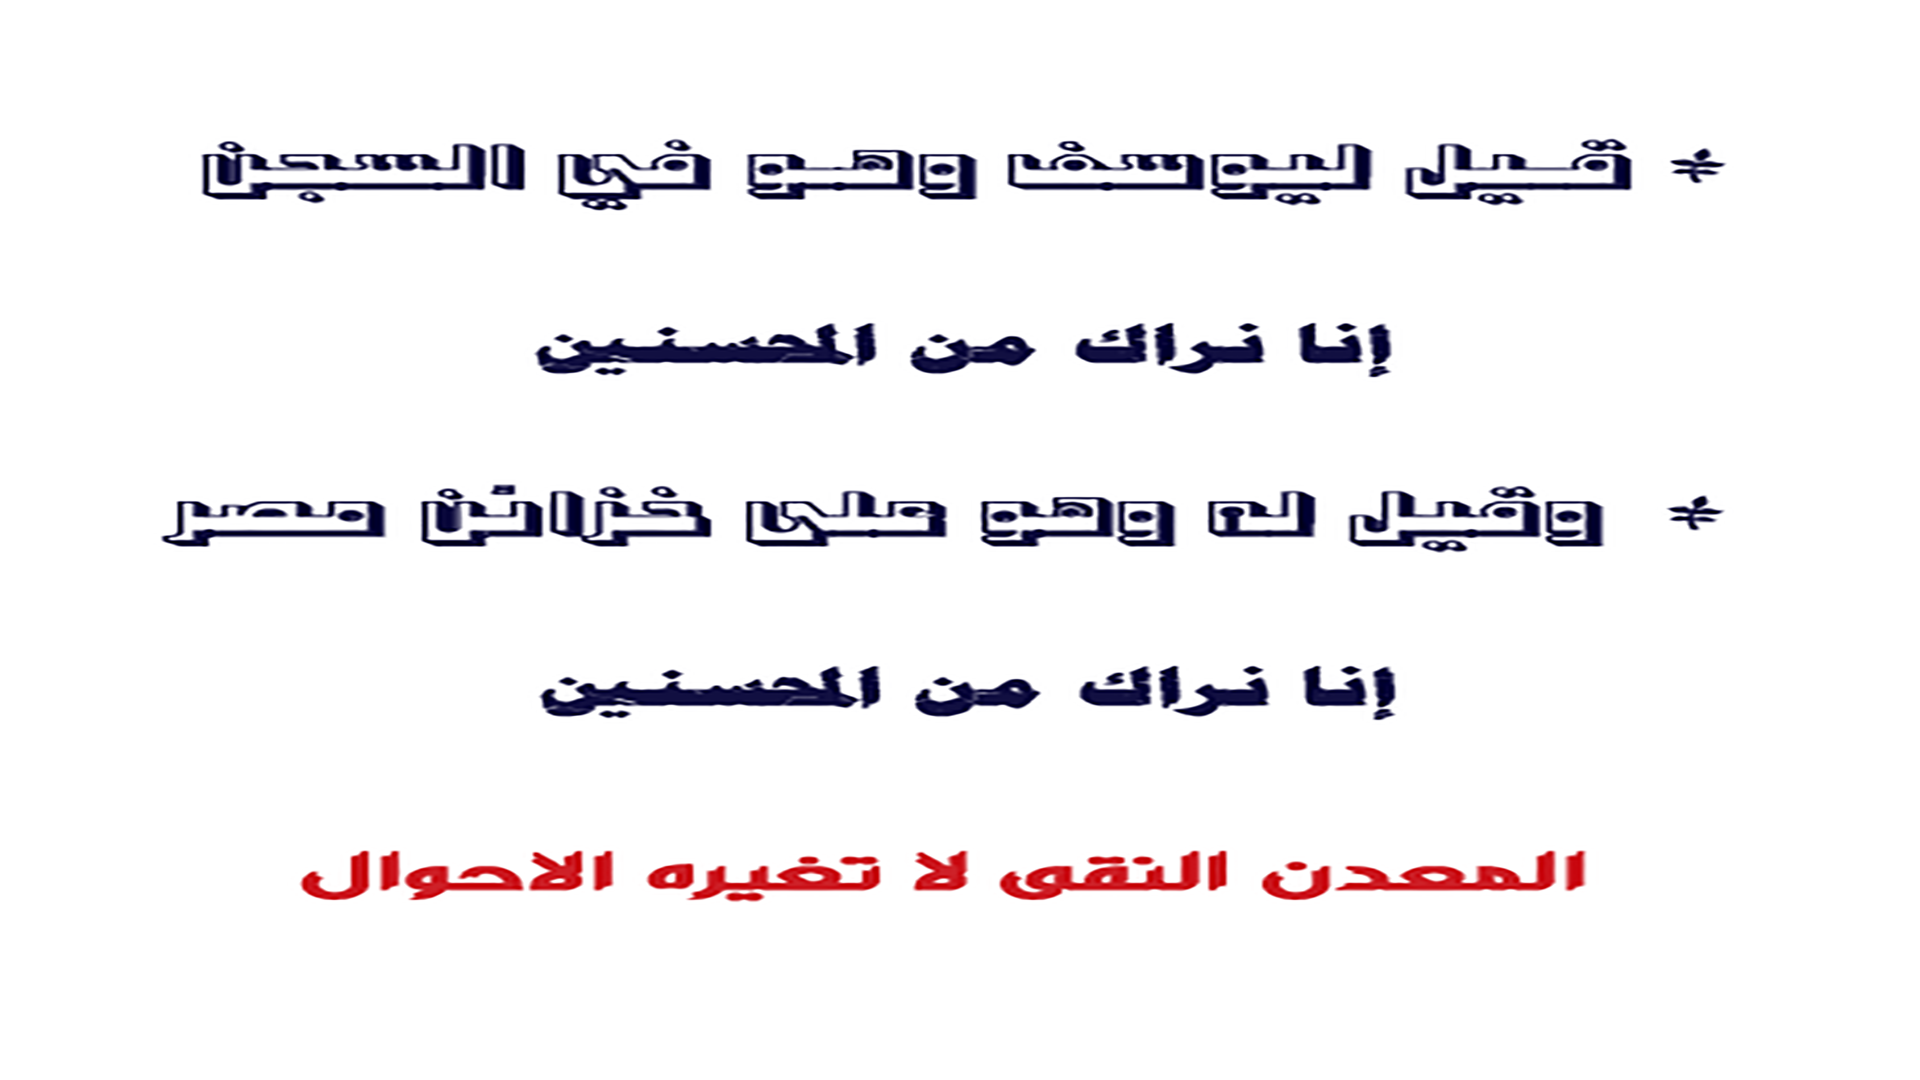 * قيل ليوسف وهو في السجن
إنا نراك من المحسنين
* وقيل له وهو على خزائن مصر
إنا نراك من المحسنين
المعدن النقى لا تغيره الاحوال